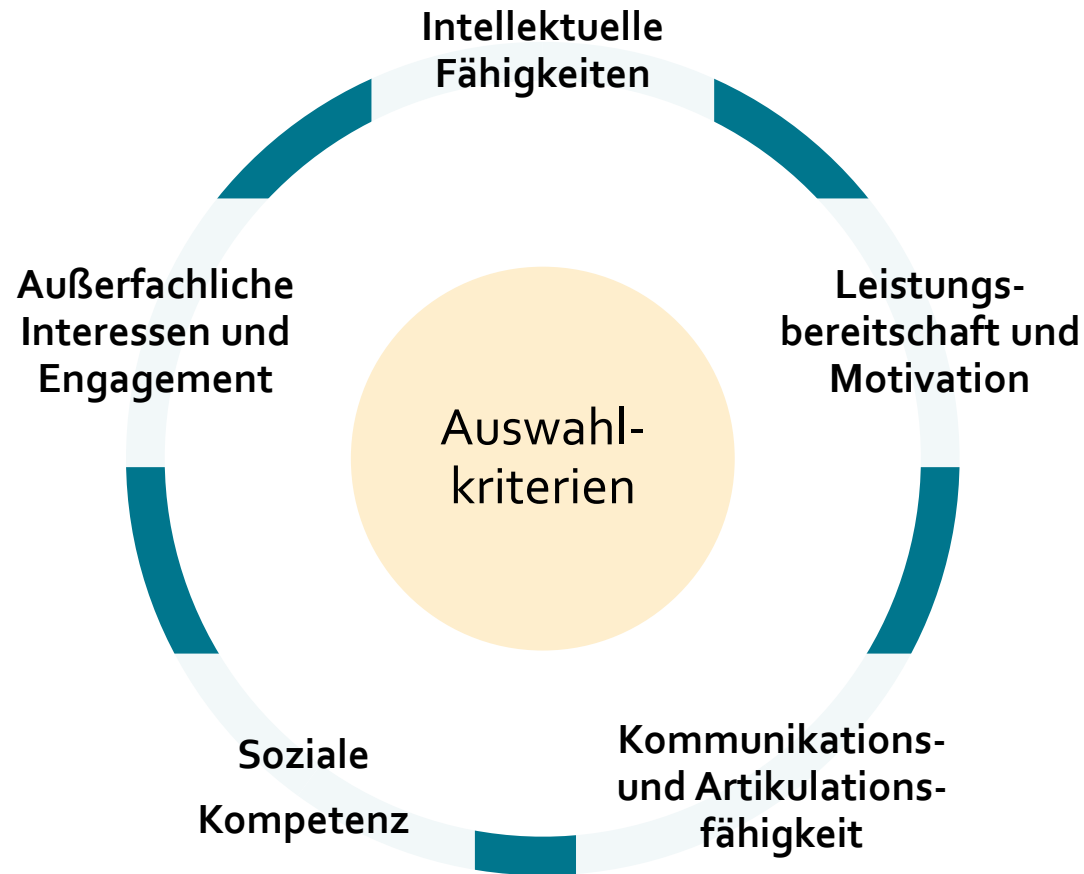 Intellektuelle
Fähigkeiten
Leistungs-
bereitschaft und
Motivation
Kommunikations-
und Artikulations-
fähigkeit
Soziale
Kompetenz
Außerfachliche
Interessen und
Engagement
Auswahl-
kriterien